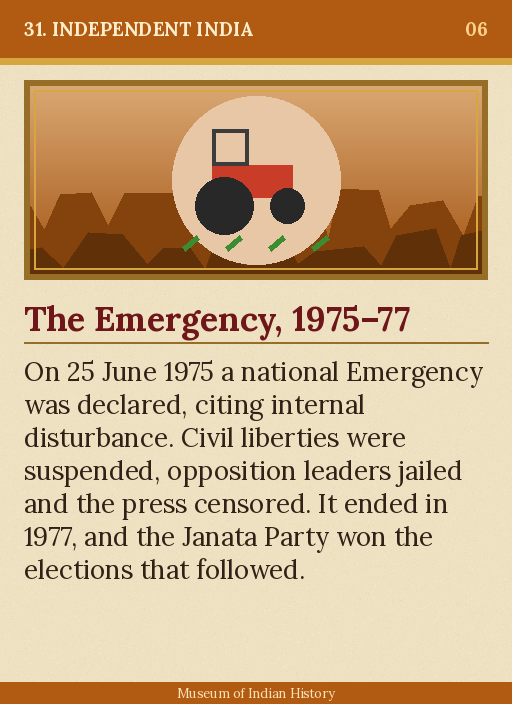 31. INDEPENDENT INDIA
06
The Emergency, 1975–77
On 25 June 1975 a national Emergency
was declared, citing internal
disturbance. Civil liberties were
suspended, opposition leaders jailed
and the press censored. It ended in
1977, and the Janata Party won the
elections that followed.
Museum of Indian History